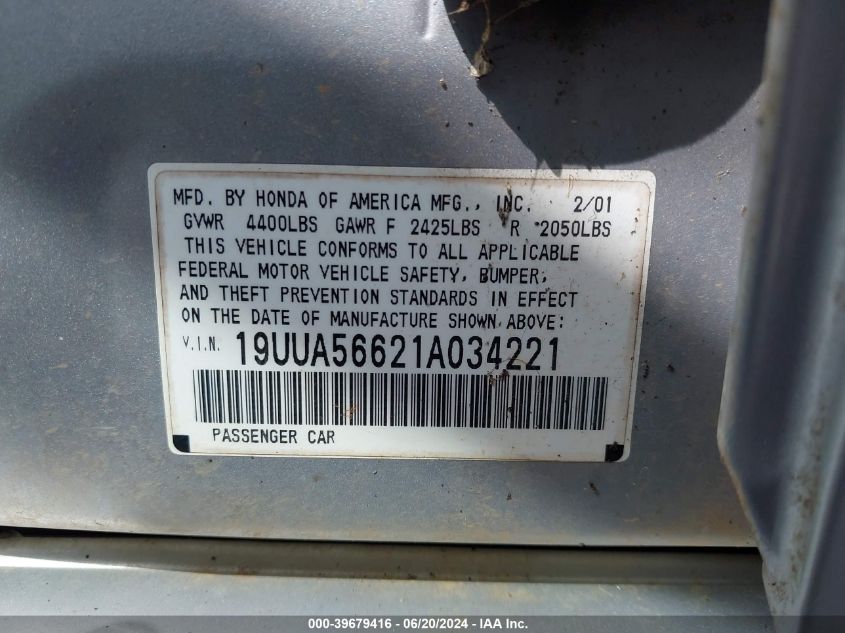 MFD. BY HONDA OF AMERICA MFG., INC. 2/01
GVWR 4400LBS GAWR F 2425LBS R 2050LBS
THIS VEHICLE CONFORMS TO ALL APPLICABLE
FEDERAL MOTOR VEHICLE SAFETY, BUMPER,
AND THEFT PREVENTION STANDARDS IN EFFECT
ON THE DATE OF MANUFACTURE SHOWN ABOVE:
V.I.N. 19UUA56621A034221
PASSENGER CAR
000-39679416 - 06/20/2024 - IAA Inc.